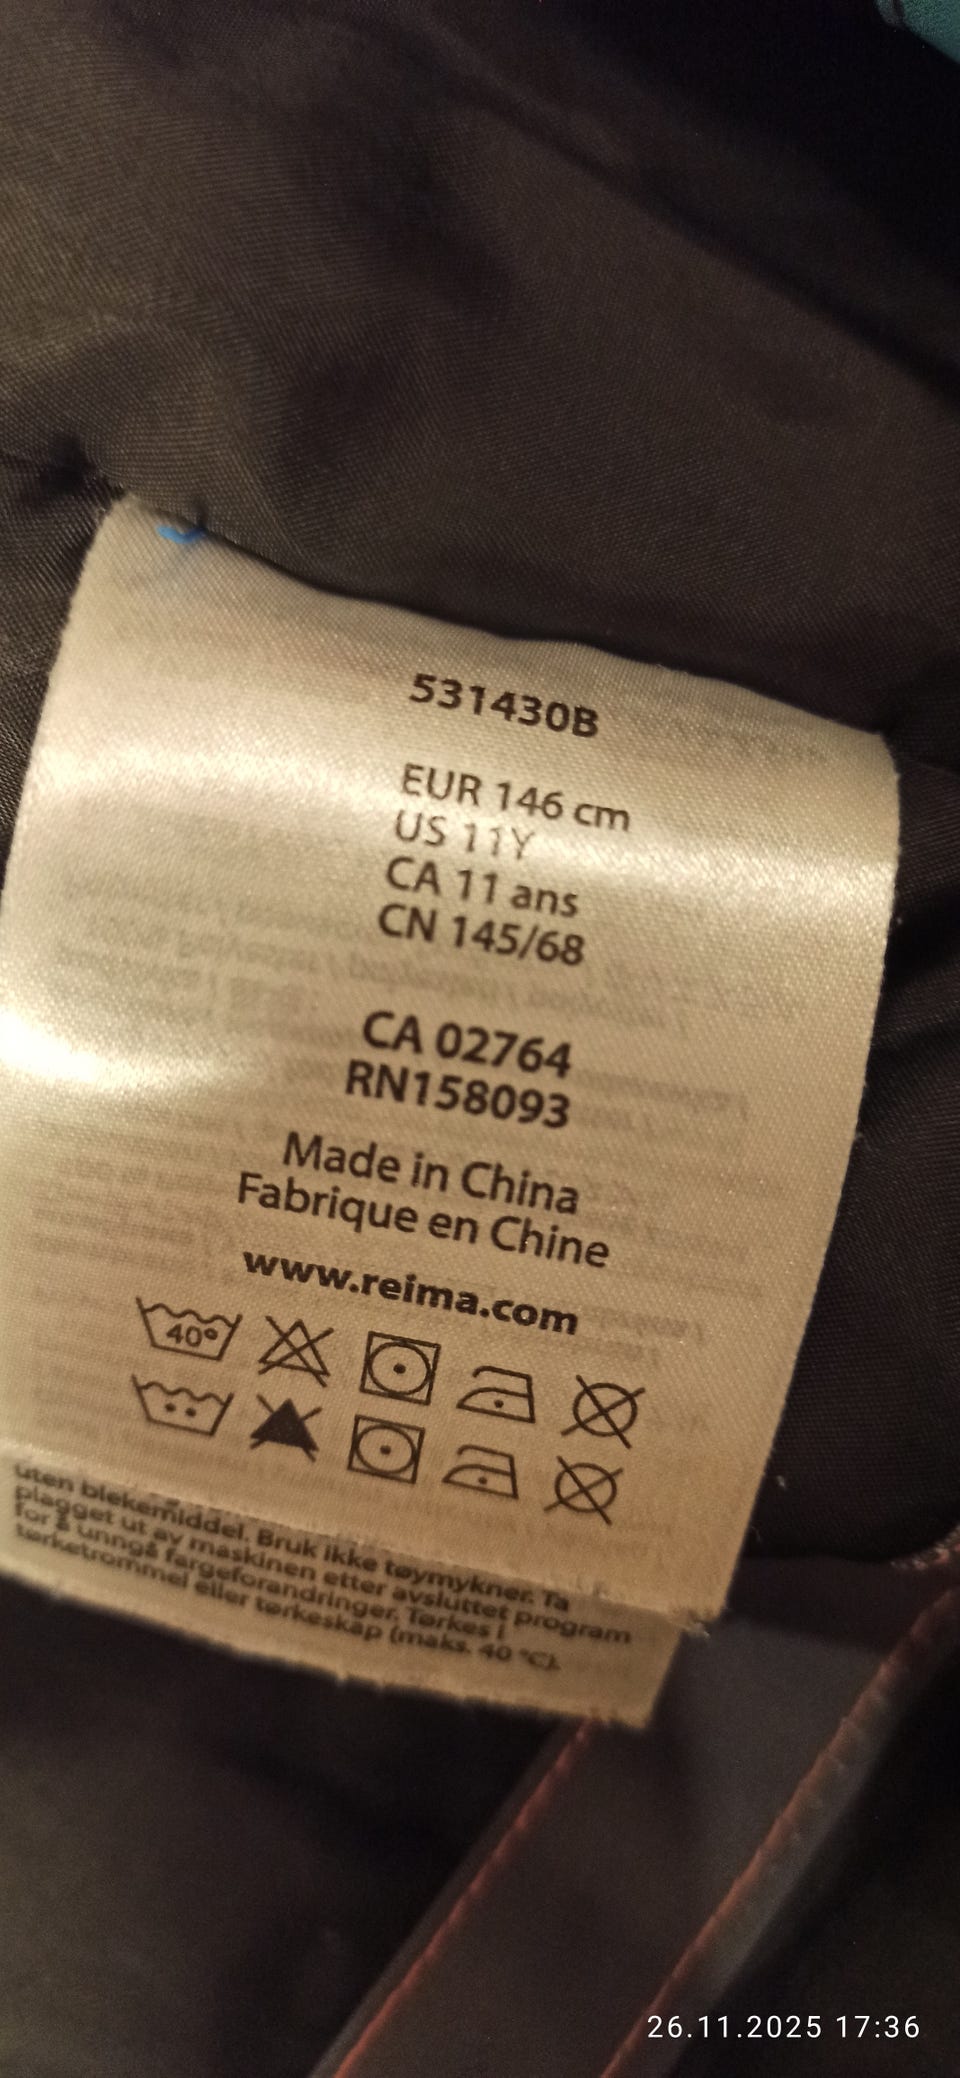 531430B
EUR 146 cm
US 11Y
CA 11 ans
CN 145/68
CA 02764
RN158093
Made in China
Fabrique en Chine
www.reima.com
40°
uten blekemiddel. Bruk ikke tøymykner. Ta
plagget ut av maskinen etter avsluttet program
for å unngå fargeforandringer. Tørkes i
tørketrommel eller tørkeskap (maks. 40 °C).
26.11.2025 17:36